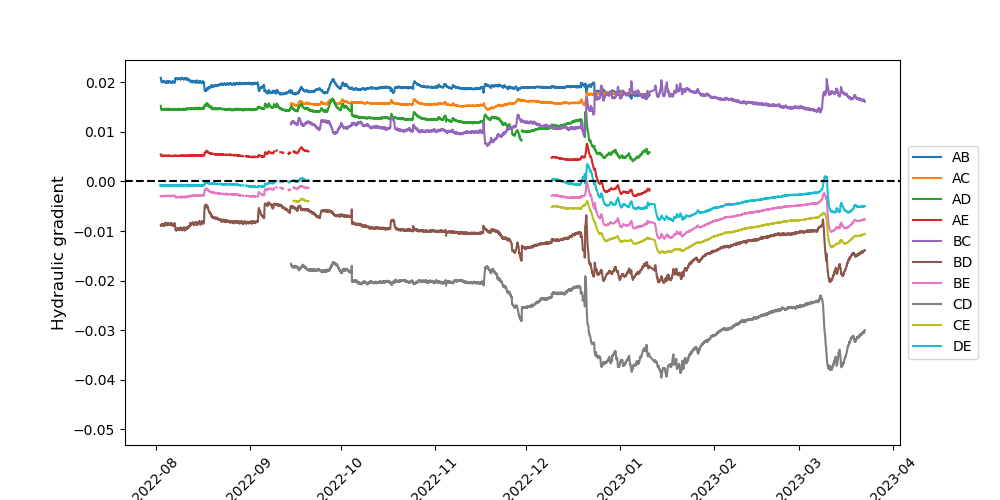 0.02
0.01
0.00
−0.01
−0.02
−0.03
−0.04
−0.05
Hydraulic gradient
2022-08
2022-09
2022-10
2022-11
2022-12
2023-01
2023-02
2023-03
2023-04
AB
AC
AD
AE
BC
BD
BE
CD
CE
DE